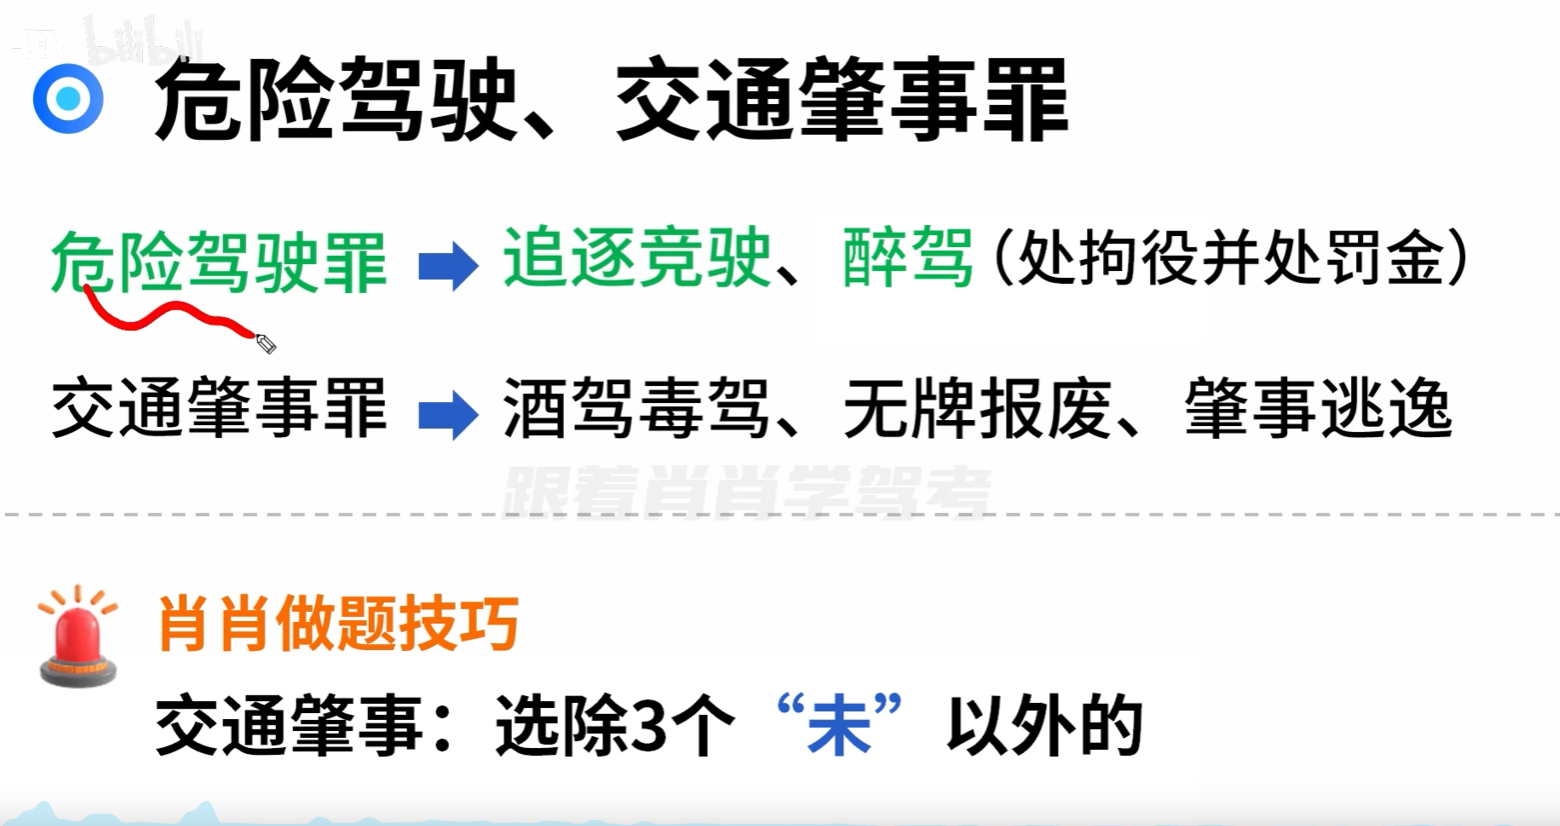 bilibili
危险驾驶、交通肇事罪
危险驾驶罪 追逐竞驶、醉驾（处拘役并处罚金）
交通肇事罪 酒驾毒驾、无牌报废、肇事逃逸
跟着肖肖学驾考
肖肖做题技巧
交通肇事：选除3个“未”以外的